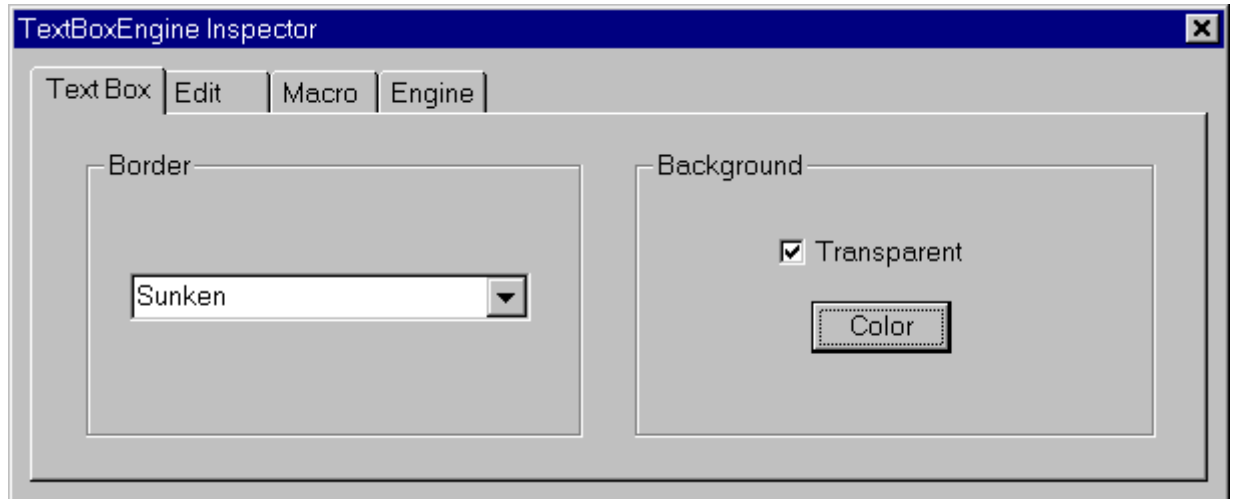 TextBoxEngine Inspector
Text Box Edit Macro Engine
Border Background
Transparent
Sunken
Color